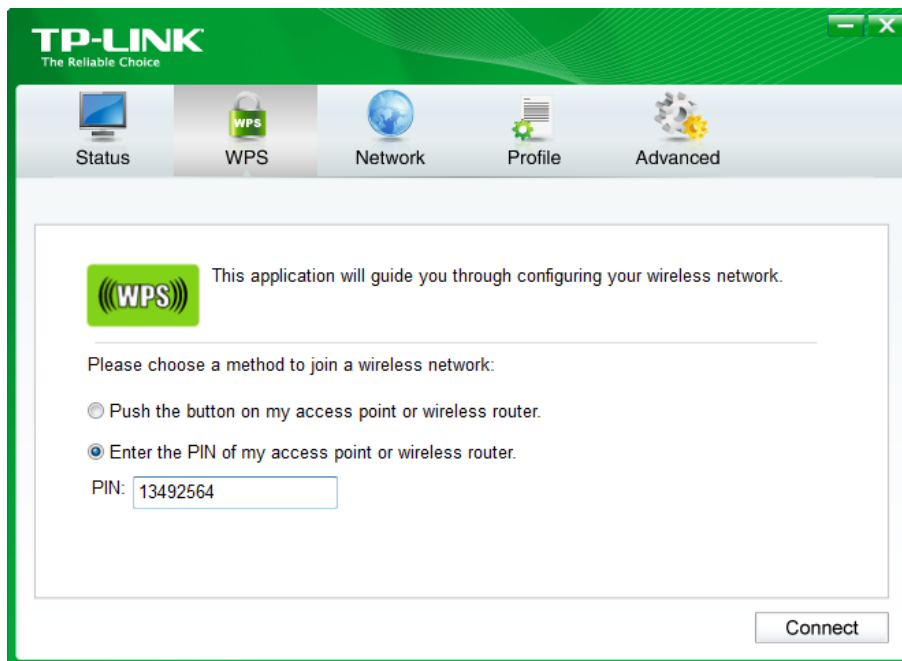 TP-LINK
The Reliable Choice
WPS
Status
WPS
Network
Profile
Advanced
WPS
This application will guide you through configuring your wireless network.
Please choose a method to join a wireless network:
Push the button on my access point or wireless router.
Enter the PIN of my access point or wireless router.
PIN: 13492564
Connect